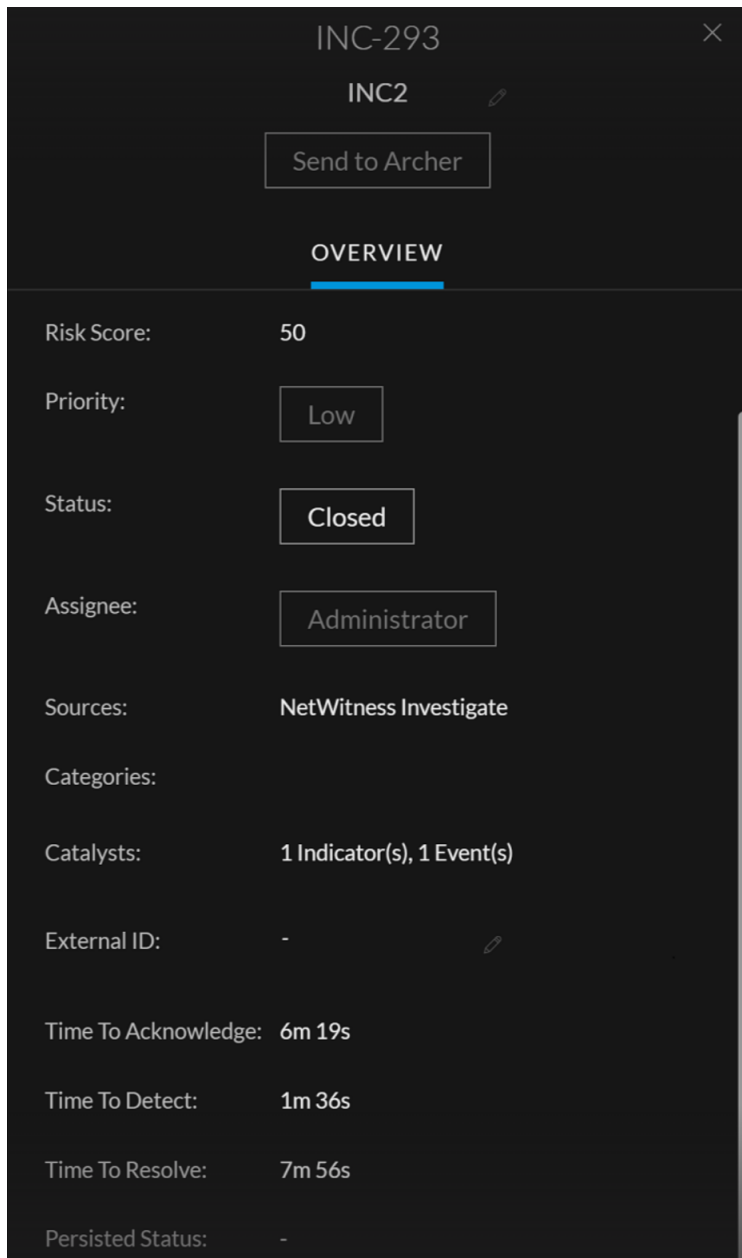 INC-293
INC2
Send to Archer
OVERVIEW
Risk Score: 50
Priority: Low
Status: Closed
Assignee: Administrator
Sources: NetWitness Investigate
Categories:
Catalysts: 1 Indicator(s), 1 Event(s)
External ID: -
Time To Acknowledge: 6m 19s
Time To Detect: 1m 36s
Time To Resolve: 7m 56s
Persisted Status: -